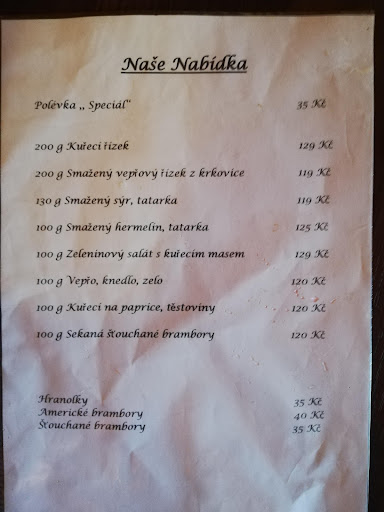 Naše Nabídka
Polévka ,, Speciál" 35 Kč
200 g Kuřecí řízek 129 Kč
200 g Smažený vepřový řízek z krkovice 119 Kč
130 g Smažený sýr, tatarka 119 Kč
100 g Smažený hermelín, tatarka 125 Kč
100 g Zeleninový salát s kuřecím masem 129 Kč
100 g Vepřo, knedlo, zelo 120 Kč
100 g Kuřecí na paprice, těstoviny 120 Kč
100 g Sekaná šťouchané brambory 120 Kč
Hranolky 35 Kč
Americké brambory 40 Kč
Šťouchané brambory 35 Kč